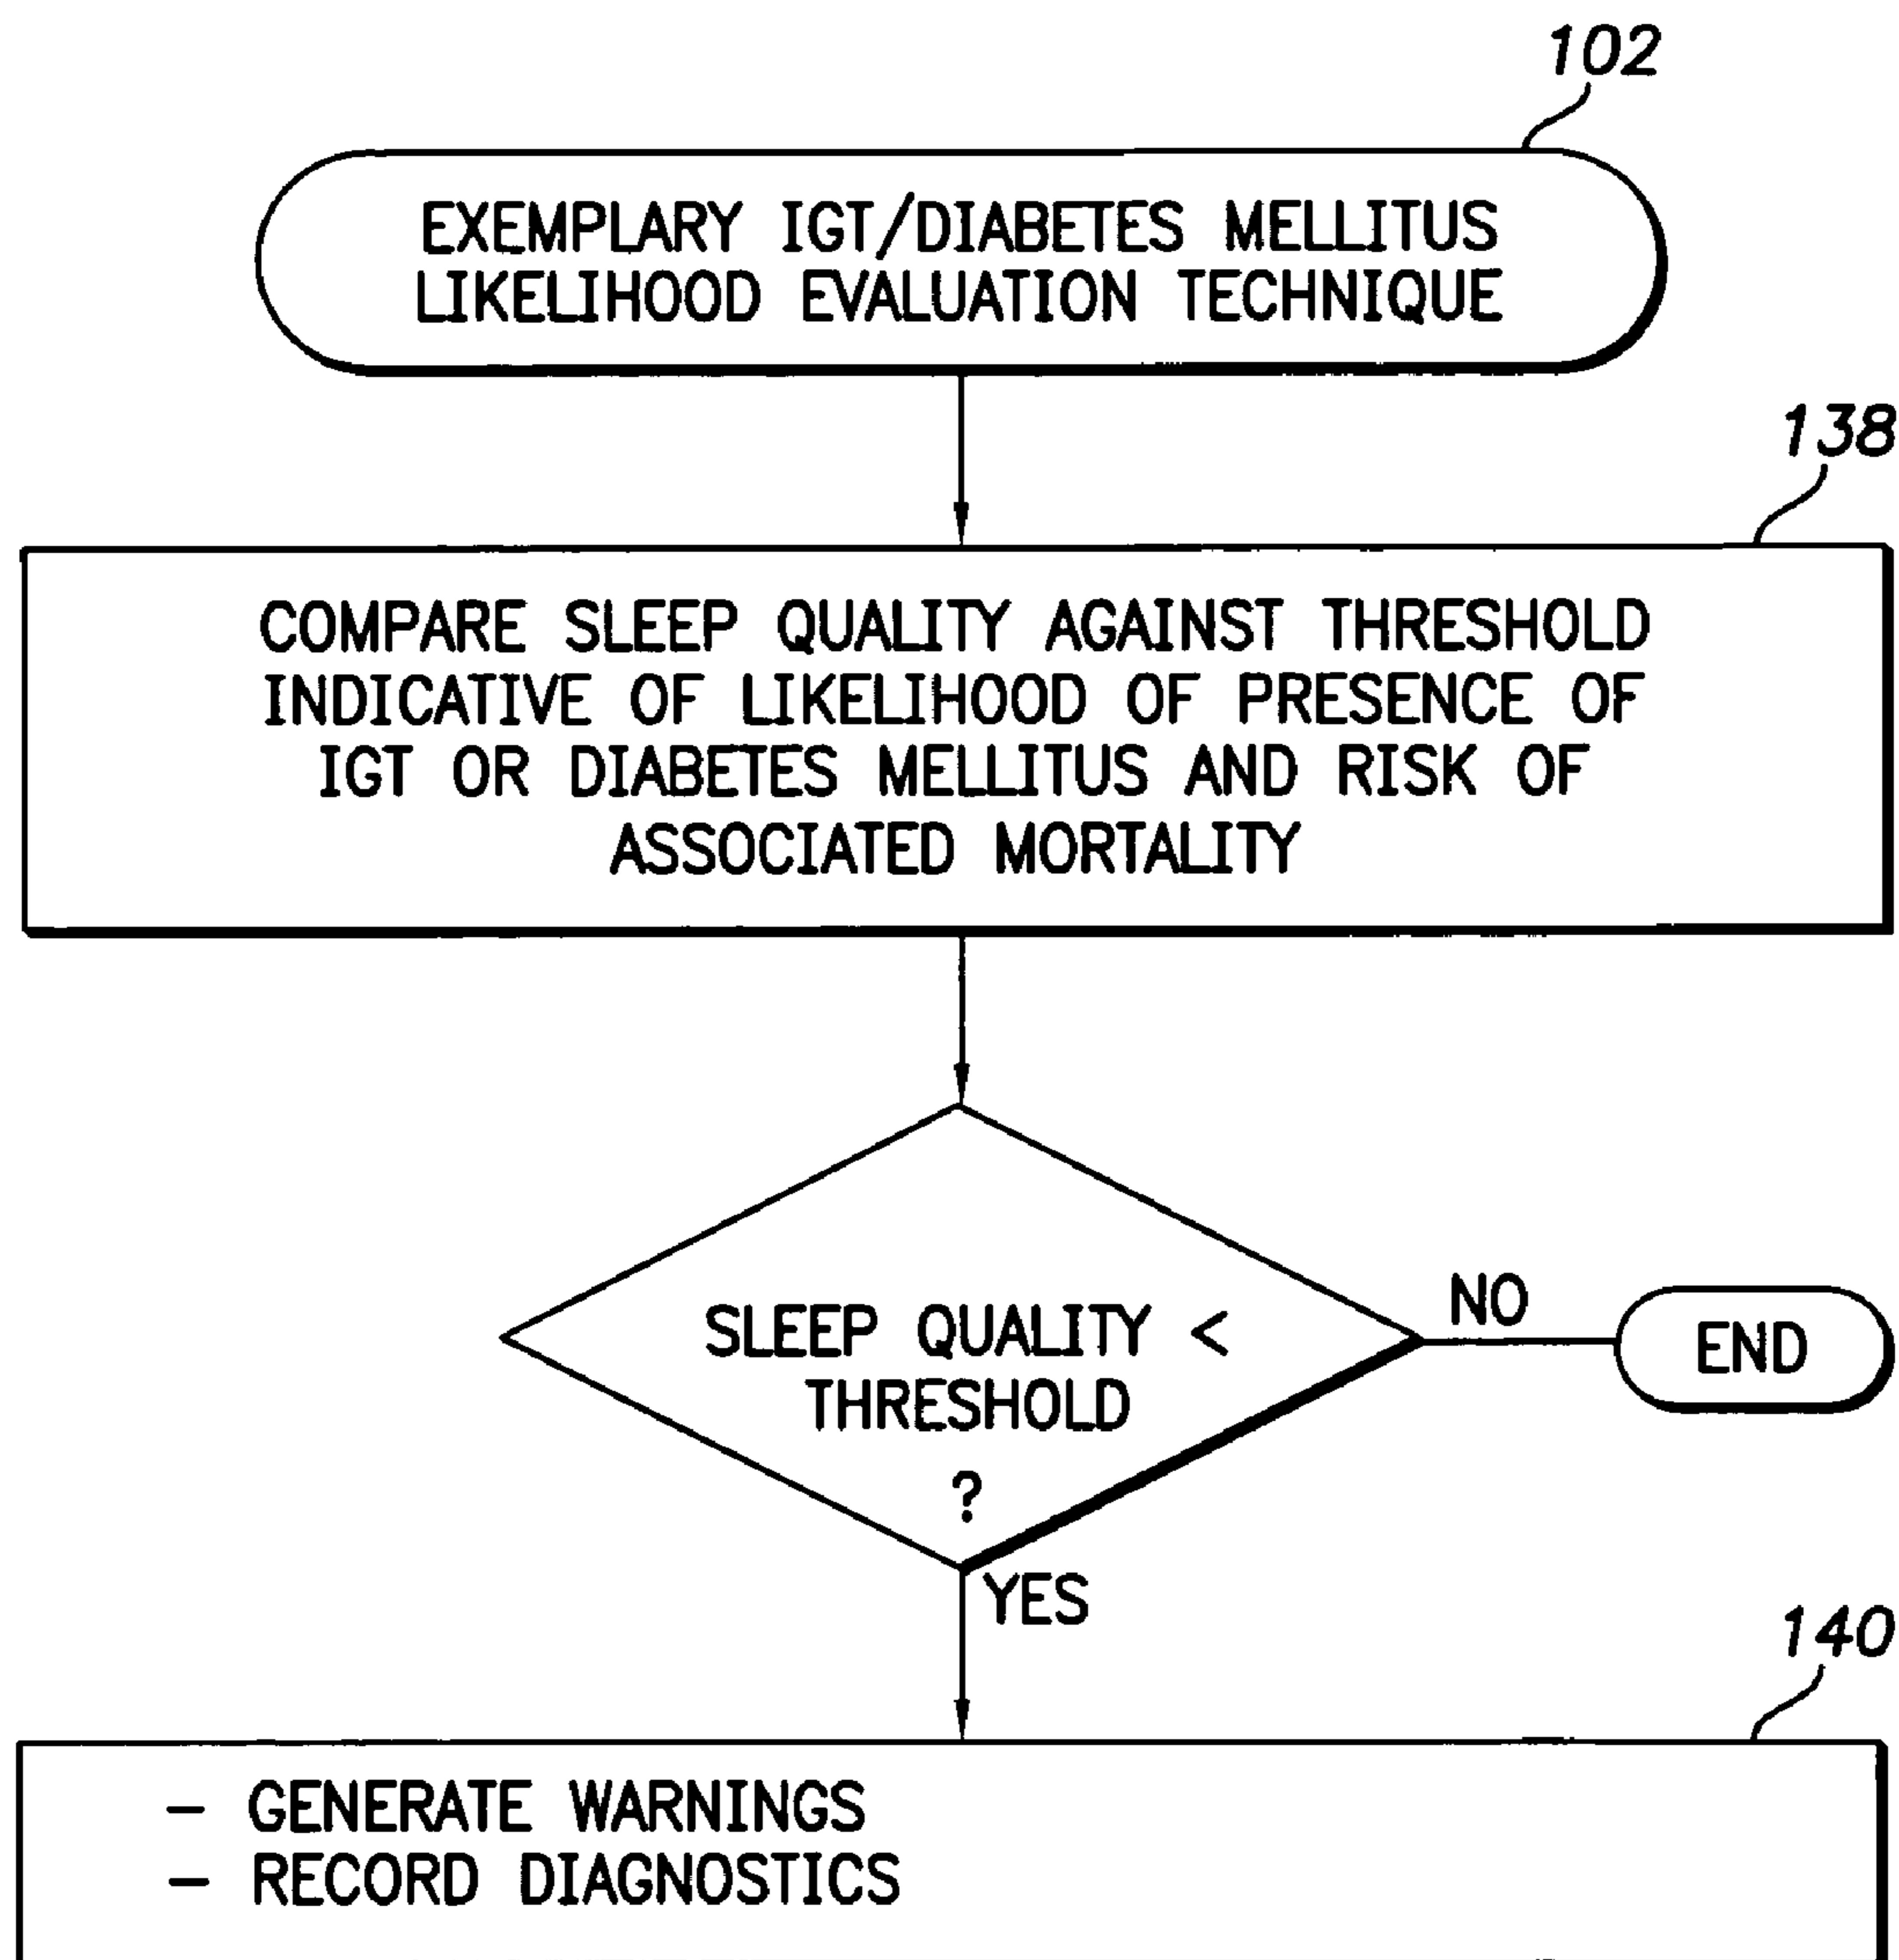 102
EXEMPLARY IGT/DIABETES MELLITUS
LIKELIHOOD EVALUATION TECHNIQUE
138
COMPARE SLEEP QUALITY AGAINST THRESHOLD
INDICATIVE OF LIKELIHOOD OF PRESENCE OF
IGT OR DIABETES MELLITUS AND RISK OF
ASSOCIATED MORTALITY
SLEEP QUALITY <
THRESHOLD
?
NO
END
YES
140
– GENERATE WARNINGS
– RECORD DIAGNOSTICS